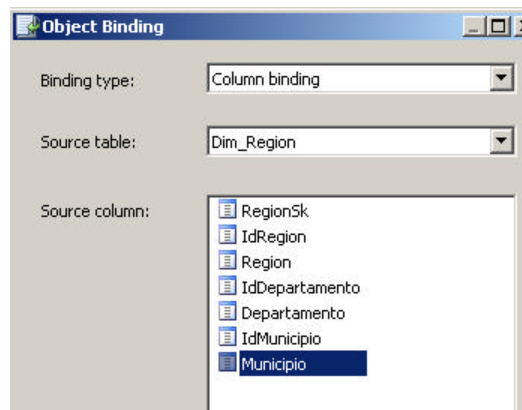 Object Binding
Binding type: Column binding
Source table: Dim_Region
Source column:
RegionSk
IdRegion
Region
IdDepartamento
Departamento
IdMunicipio
Municipio